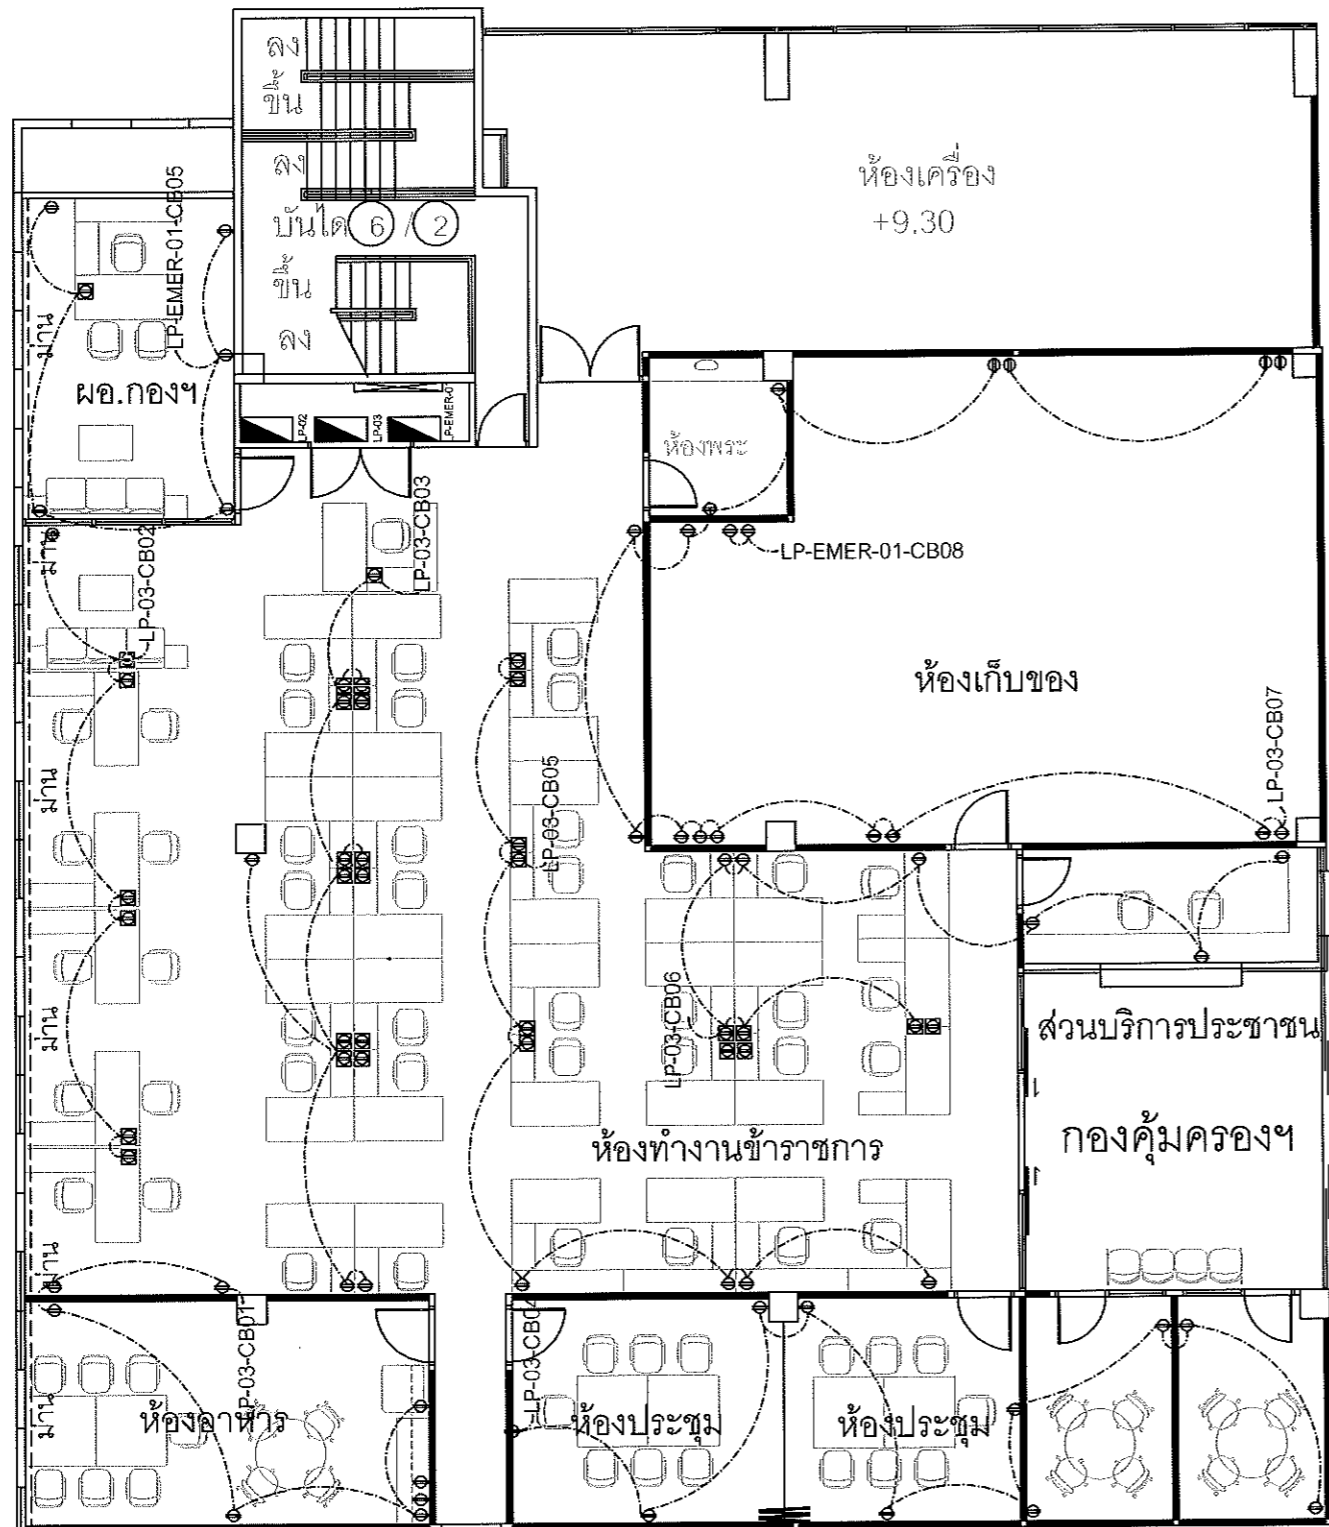 ลง
ขึ้น
ลง
บันได 6 / 2
ขึ้น
ลง
ห้องเครื่อง
+9.30
LP-EMER-01-CB05
ม่าน
ผอ.กองฯ
LP-02
LP-03
ห้องพระ
LP-03-CB03
LP-EMER-01-CB08
ม่าน
LP-03-CB02
ห้องเก็บของ
LP-03-CB07
LP-03-CB05
ม่าน
LP-03-CB06
ม่าน
ส่วนบริการประชาชน
กองคุ้มครองฯ
ห้องทำงานข้าราชการ
ม่าน
ม่าน
ห้องอาหาร
ห้องประชุม
ห้องประชุม